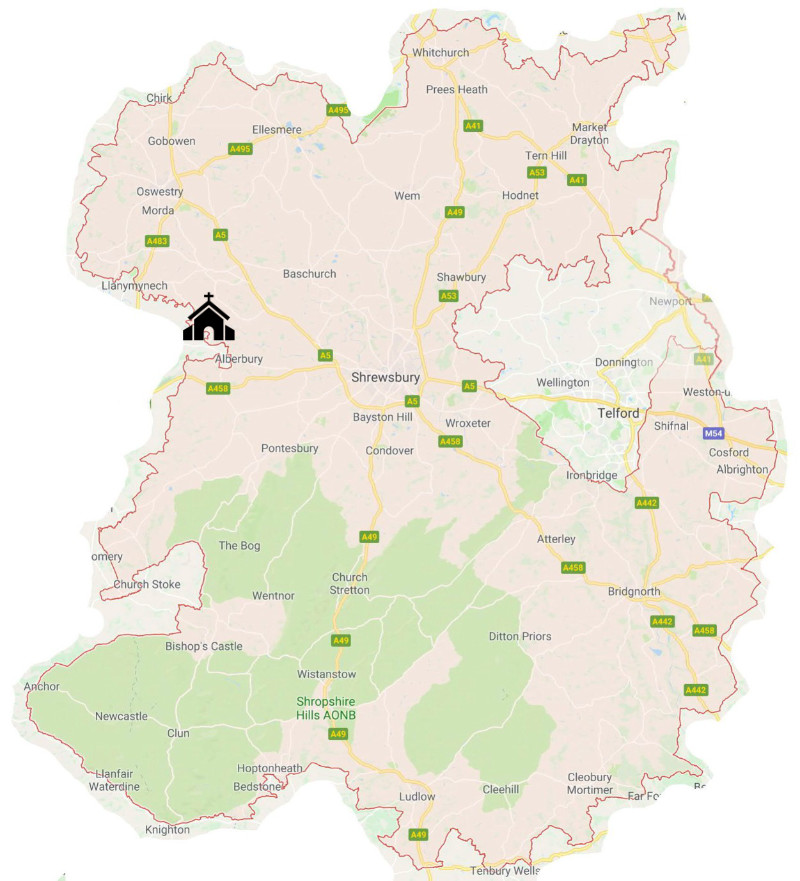 M
Whitchurch
Prees Heath
Chirk
A495
Ellesmere
A41
Market
Drayton
Gobowen
A495
Tern Hill
A53
A41
Oswestry
Wem
Hodnet
Morda
A49
A5
A483
Baschurch
Shawbury
Llanymynech
A53
Newport
Alberbury
A5
A41
Donnington
Shrewsbury
Wellington
A458
A5
Weston-u
A5
Telford
Bayston Hill
Wroxeter
Shifnal
M54
A458
Pontesbury
Condover
Cosford
Albrighton
Ironbridge
A442
A49
Atterley
The Bog
omery
A458
Church
Stretton
Church Stoke
Wentnor
Bridgnorth
A442
A458
Ditton Priors
A49
Bishop's Castle
Wistanstow
Anchor
A442
Shropshire
Hills AONB
Newcastle
Clun
A49
Hoptonheath
Llanfair
Waterdine
Bedstone
Cleobury
Mortimer
Cleehill
Ludlow
Far Fo
Knighton
A49
Tenbury Wells